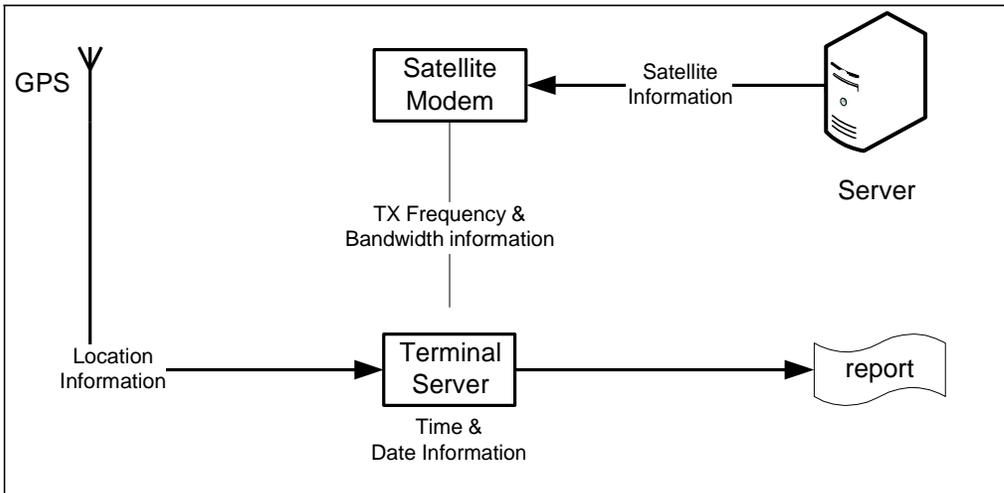 GPS
Satellite
Modem
Satellite
Information
Server
TX Frequency &
Bandwidth information
Location
Information
Terminal
Server
report
Time &
Date Information